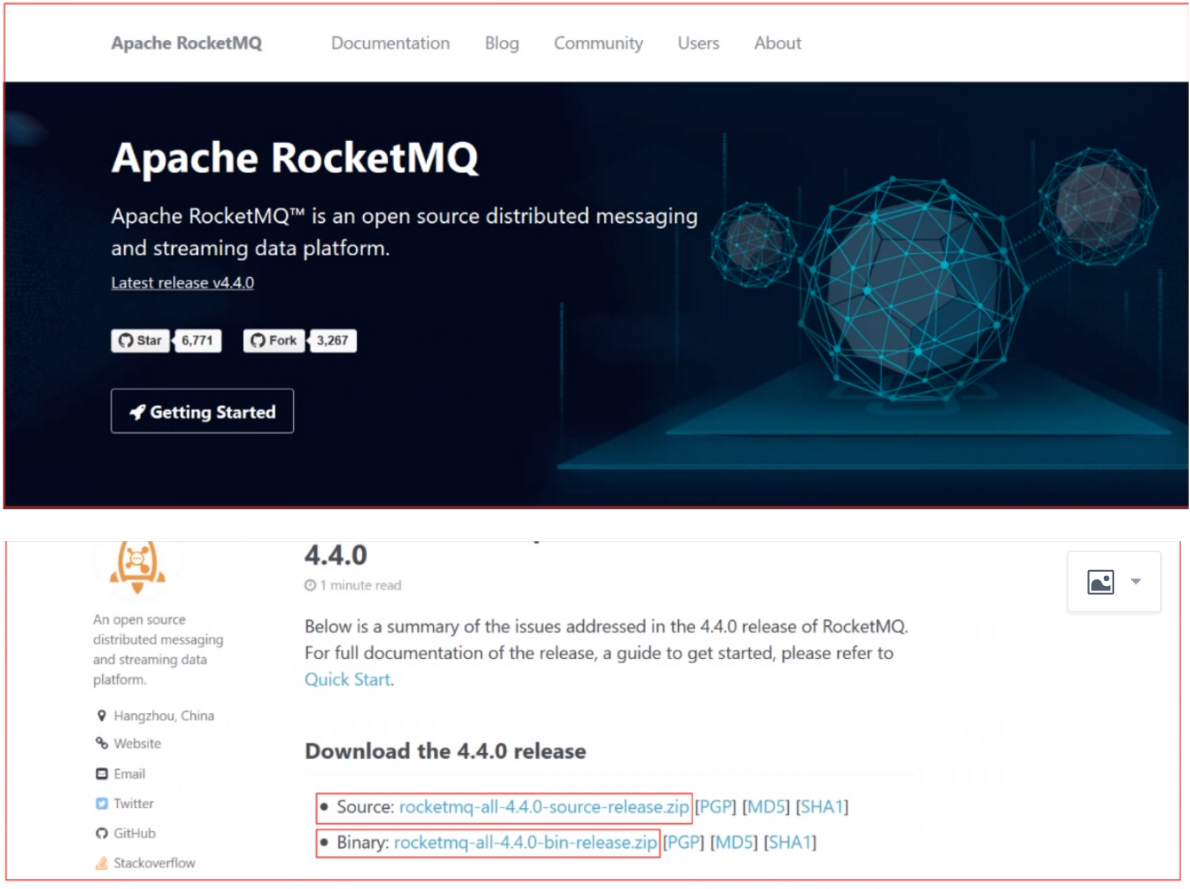 Apache RocketMQ Documentation Blog Community Users About
Apache RocketMQ
Apache RocketMQ™ is an open source distributed messaging
and streaming data platform.
Latest release v4.4.0
Star 6,771 Fork 3,267
Getting Started
4.4.0
1 minute read
An open source
distributed messaging
and streaming data
platform.
Hangzhou, China
Website
Email
Twitter
GitHub
Stackoverflow
Below is a summary of the issues addressed in the 4.4.0 release of RocketMQ.
For full documentation of the release, a guide to get started, please refer to
Quick Start.
Download the 4.4.0 release
• Source: rocketmq-all-4.4.0-source-release.zip [PGP] [MD5] [SHA1]
• Binary: rocketmq-all-4.4.0-bin-release.zip [PGP] [MD5] [SHA1]